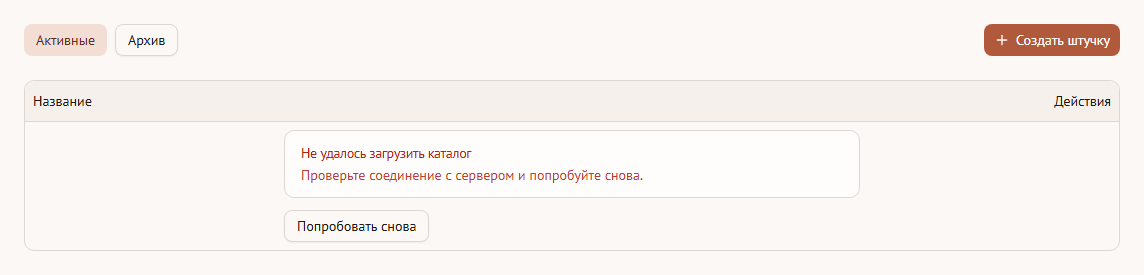 Активные Архив + Создать штучку
Название Действия
Не удалось загрузить каталог
Проверьте соединение с сервером и попробуйте снова.
Попробовать снова